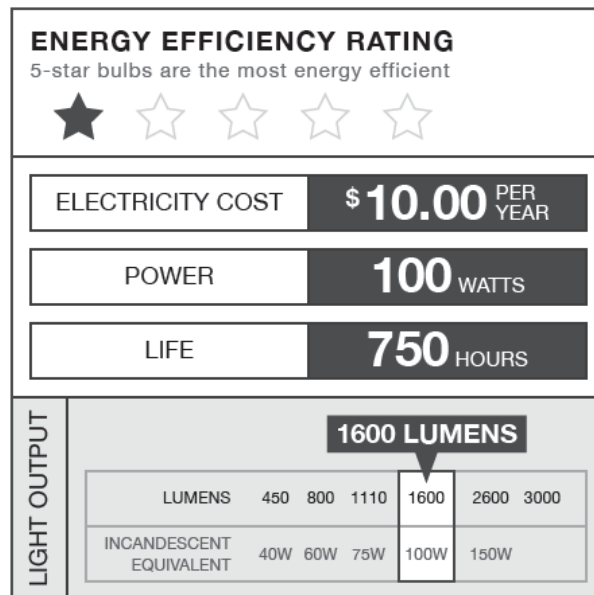 ENERGY EFFICIENCY RATING
5-star bulbs are the most energy efficient
ELECTRICITY COST $10.00 PER YEAR
POWER 100 WATTS
LIFE 750 HOURS
LIGHT OUTPUT
1600 LUMENS
LUMENS 450 800 1110 1600 2600 3000
INCANDESCENT EQUIVALENT 40W 60W 75W 100W 150W